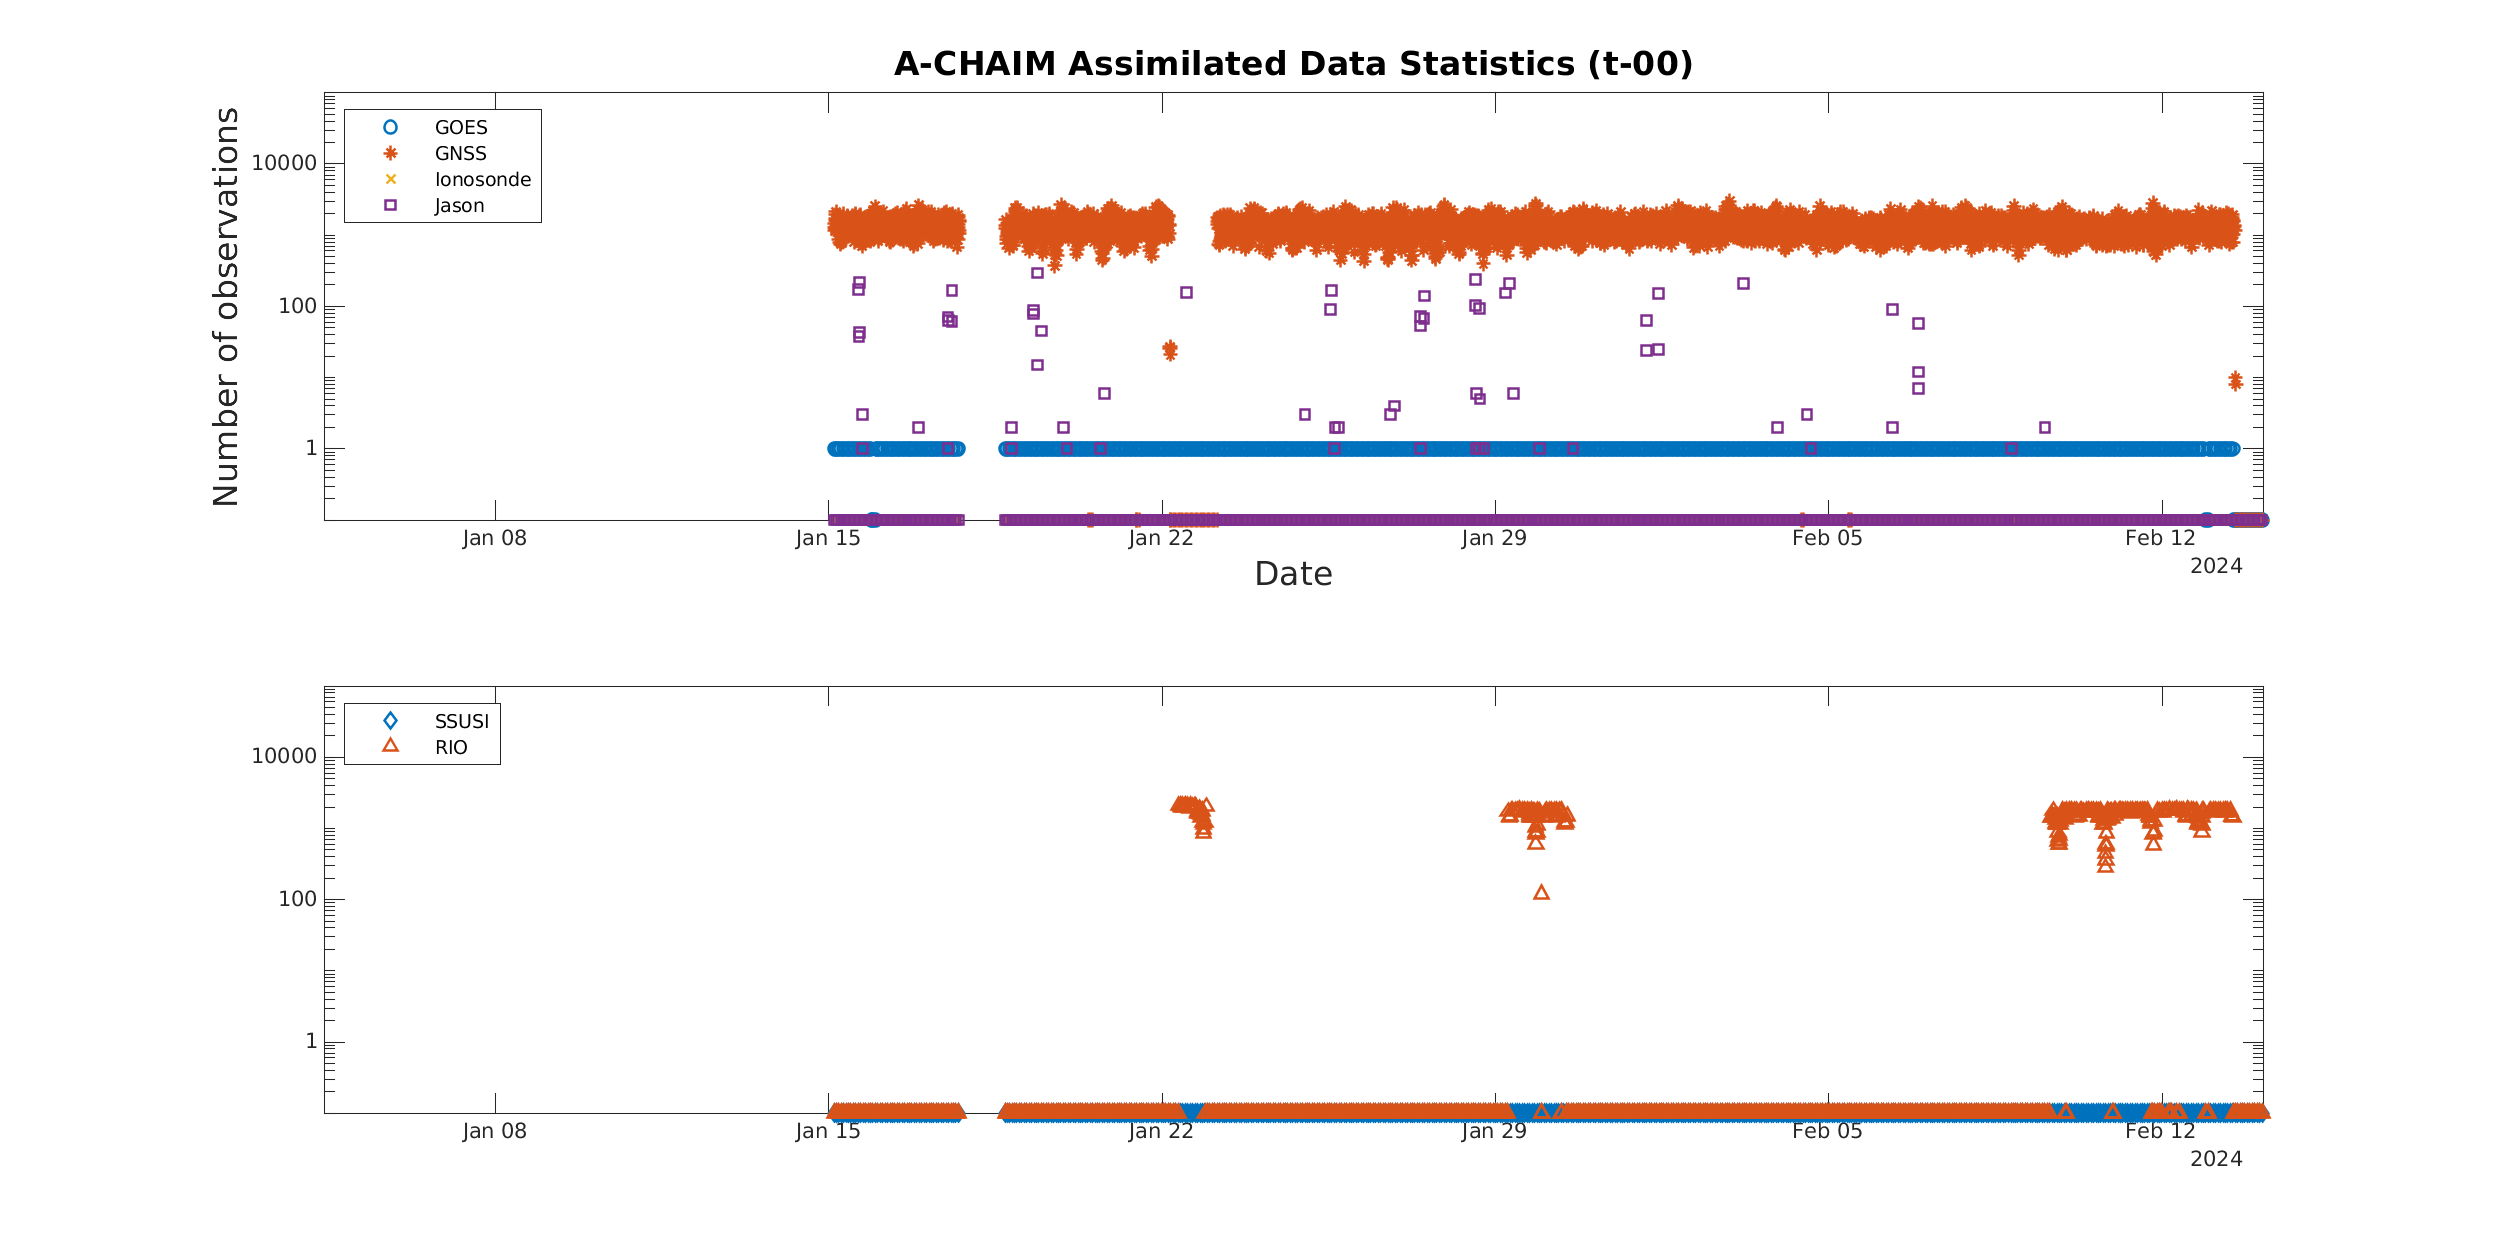 A-CHAIM Assimilated Data Statistics (t-00)
Number of observations
10000
100
1
GOES
GNSS
Ionosonde
Jason
Jan 08
Jan 15
Jan 22
Jan 29
Feb 05
Feb 12
2024
Date
10000
100
1
SSUSI
RIO
Jan 08
Jan 15
Jan 22
Jan 29
Feb 05
Feb 12
2024